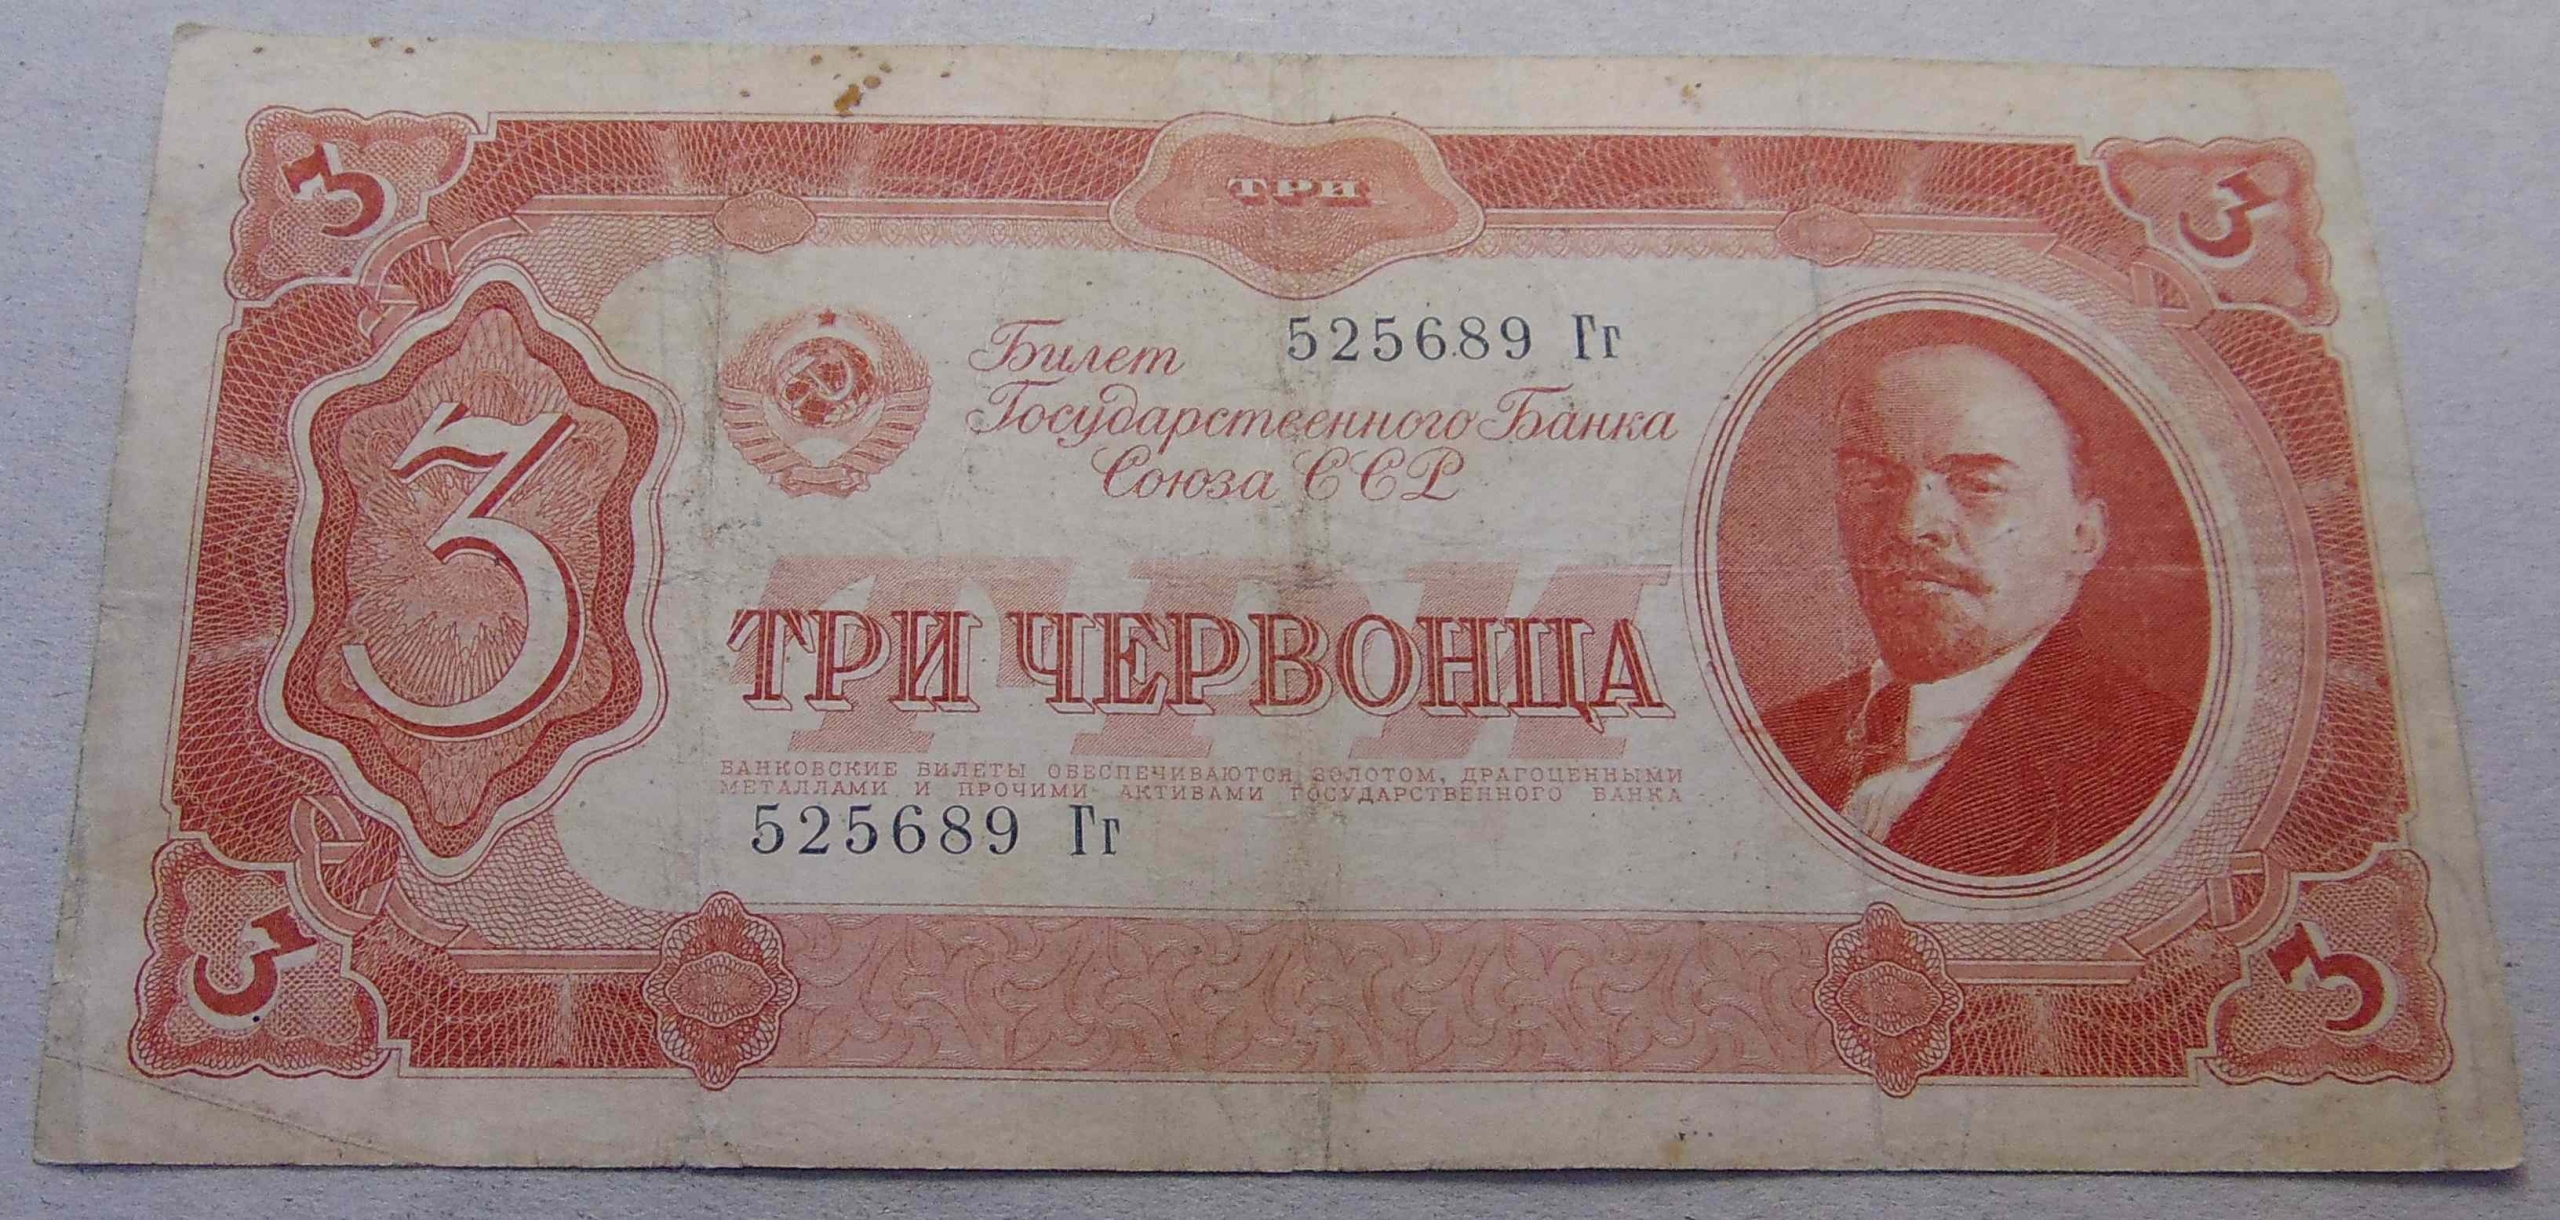 3 ТРИ 3
525689 Гг
Билет
Государственного Банка
Союза ССР
3
ТРИ
ТРИ ЧЕРВОНЦА
БАНКОВСКИЕ БИЛЕТЫ ОБЕСПЕЧИВАЮТСЯ ЗОЛОТОМ, ДРАГОЦЕННЫМИ
МЕТАЛЛАМИ И ПРОЧИМИ АКТИВАМИ ГОСУДАРСТВЕННОГО БАНКА
525689 Гг
3 3